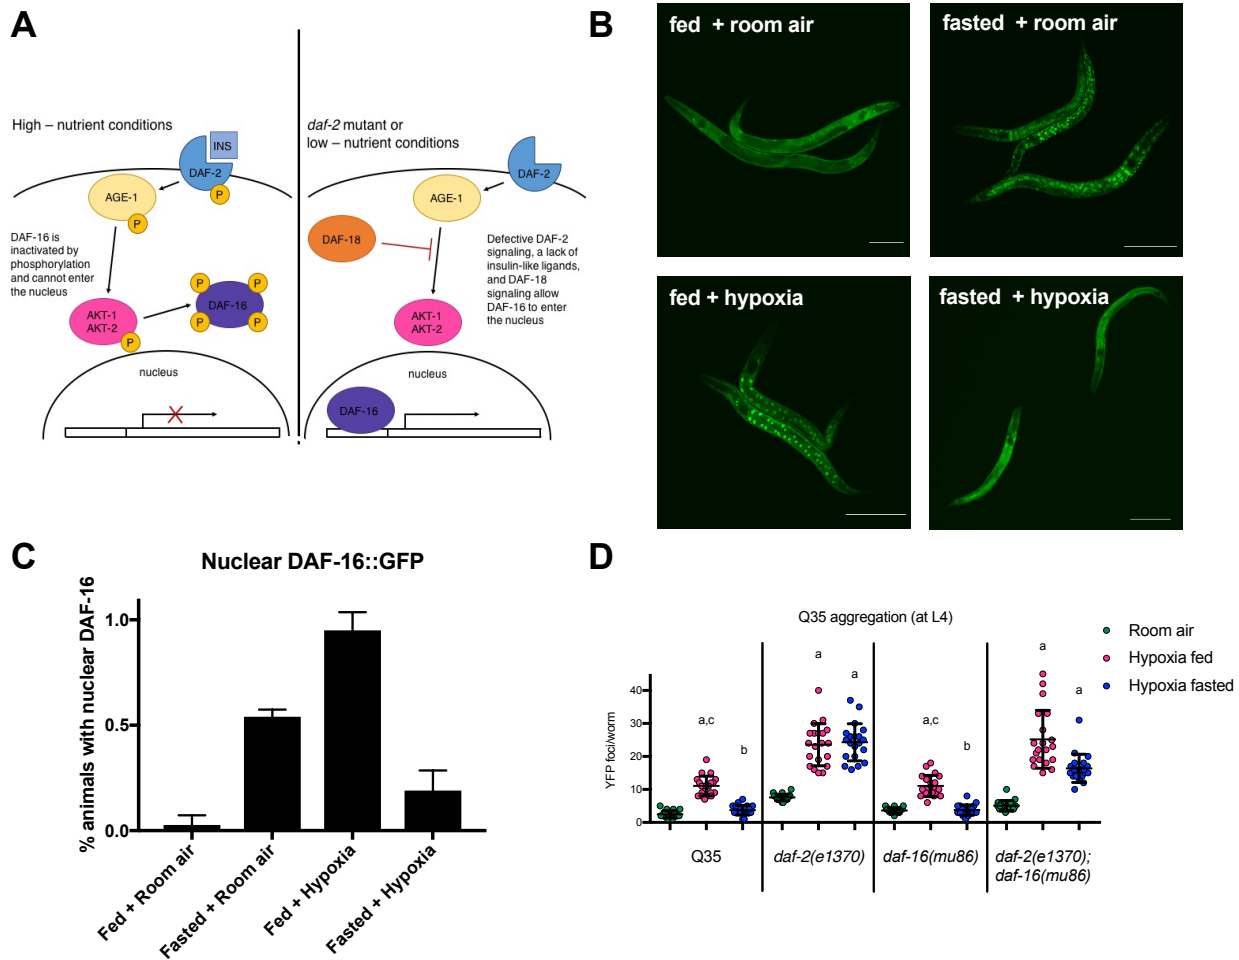 A
High – nutrient conditions
INS
DAF-2
P
AGE-1
P
DAF-16 is
inactivated by
phosphorylation
and cannot enter
the nucleus
P
P
DAF-16
P
P
AKT-1
AKT-2
P
nucleus
daf-2 mutant or
low – nutrient conditions
DAF-2
AGE-1
DAF-18
Defective DAF-2
signaling, a lack of
insulin-like ligands,
and DAF-18
signaling allow
DAF-16 to enter
the nucleus
AKT-1
AKT-2
nucleus
DAF-16
B
fed + room air
fasted + room air
fed + hypoxia
fasted + hypoxia
C
Nuclear DAF-16::GFP
% animals with nuclear DAF-16
1.0
0.5
0.0
Fed + Room air
Fasted + Room air
Fed + Hypoxia
Fasted + Hypoxia
D
Q35 aggregation (at L4)
Room air
Hypoxia fed
Hypoxia fasted
YFP foci/worm
40
30
20
10
0
a,c
b
a
a
a,c
b
a
a
Q35
daf-2(e1370)
daf-16(mu86)
daf-2(e1370);
daf-16(mu86)